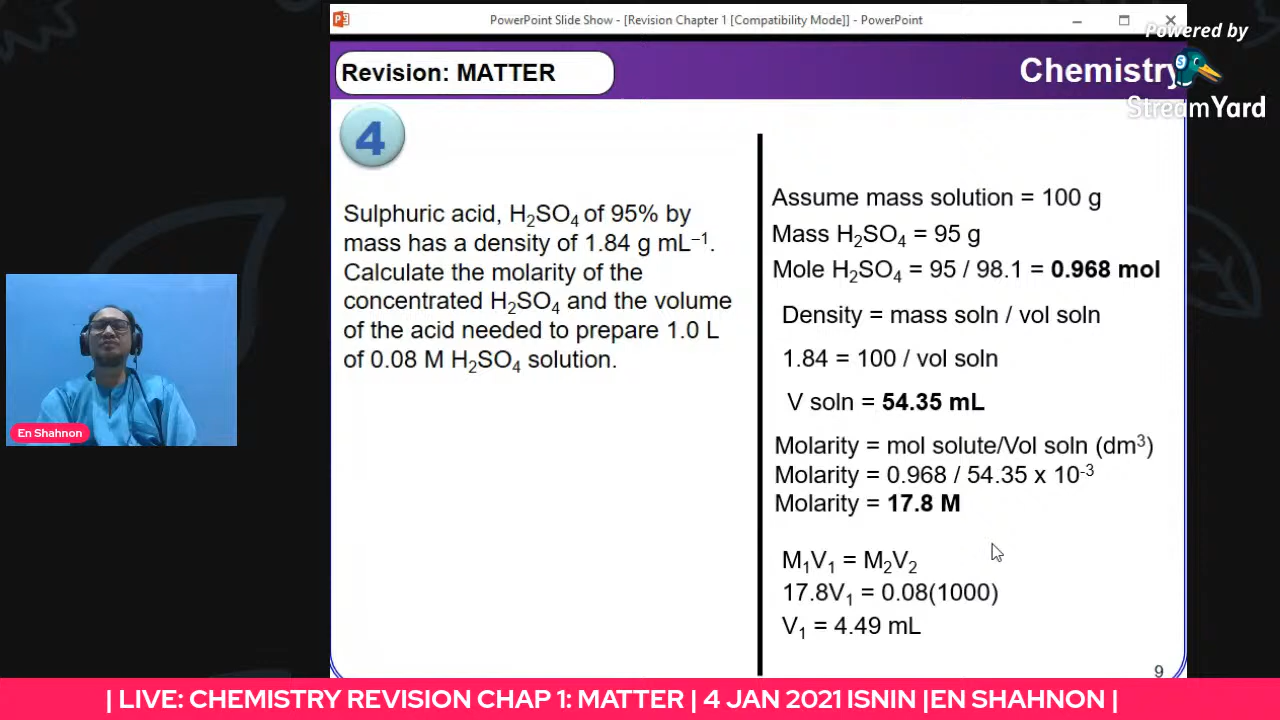 PowerPoint Slide Show - [Revision Chapter 1 [Compatibility Mode]] - PowerPoint
Powered by
StreamYard
Revision: MATTER
Chemistry
4
Sulphuric acid, H₂SO₄ of 95% by
mass has a density of 1.84 g mL⁻¹.
Calculate the molarity of the
concentrated H₂SO₄ and the volume
of the acid needed to prepare 1.0 L
of 0.08 M H₂SO₄ solution.
Assume mass solution = 100 g
Mass H₂SO₄ = 95 g
Mole H₂SO₄ = 95 / 98.1 = 0.968 mol
Density = mass soln / vol soln
1.84 = 100 / vol soln
V soln = 54.35 mL
Molarity = mol solute/Vol soln (dm³)
Molarity = 0.968 / 54.35 x 10⁻³
Molarity = 17.8 M
M₁V₁ = M₂V₂
17.8V₁ = 0.08(1000)
V₁ = 4.49 mL
9
En Shahnon
| LIVE: CHEMISTRY REVISION CHAP 1: MATTER | 4 JAN 2021 ISNIN |EN SHAHNON |